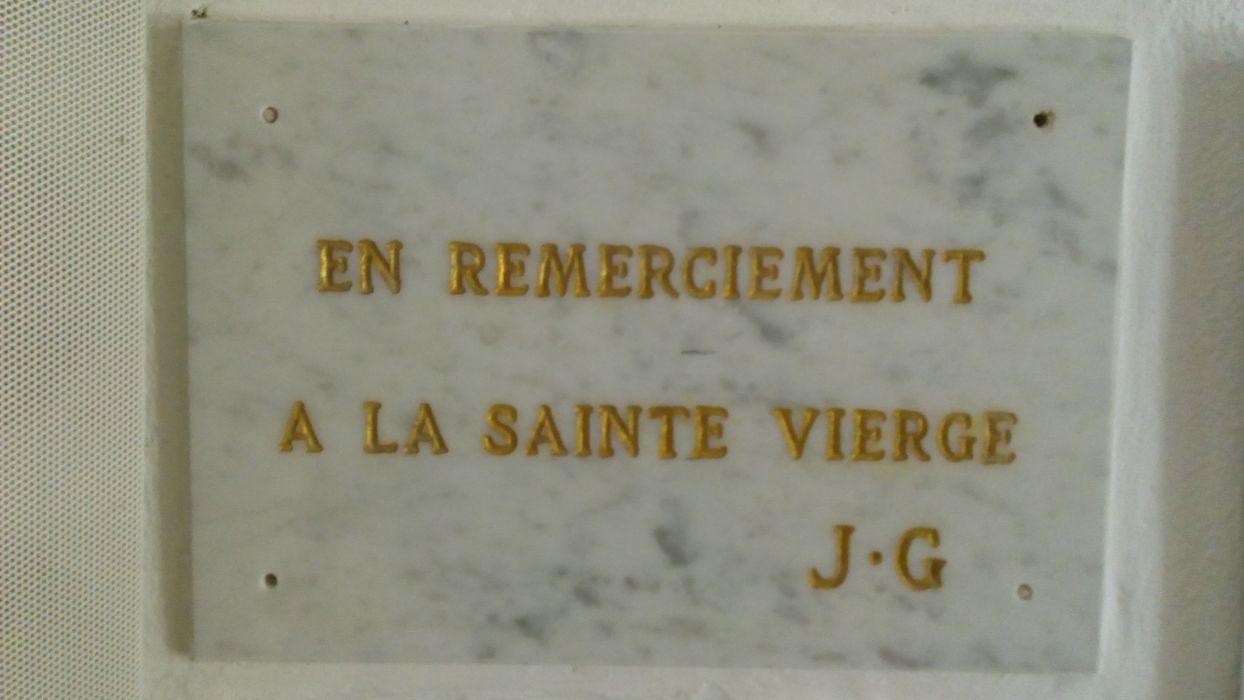 EN REMERCIEMENT
A LA SAINTE VIERGE
J·G